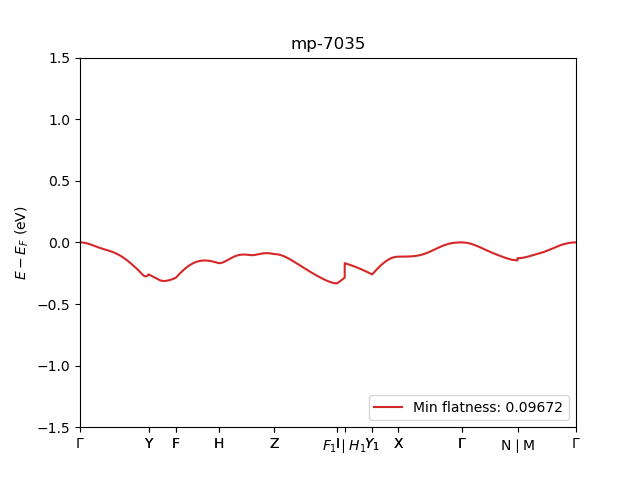 mp-7035
E − E_F (eV)
1.5
1.0
0.5
0.0
−0.5
−1.0
−1.5
Min flatness: 0.09672
Γ Y F H Z I F₁ | H₁ Y₁ X Γ N | M Γ